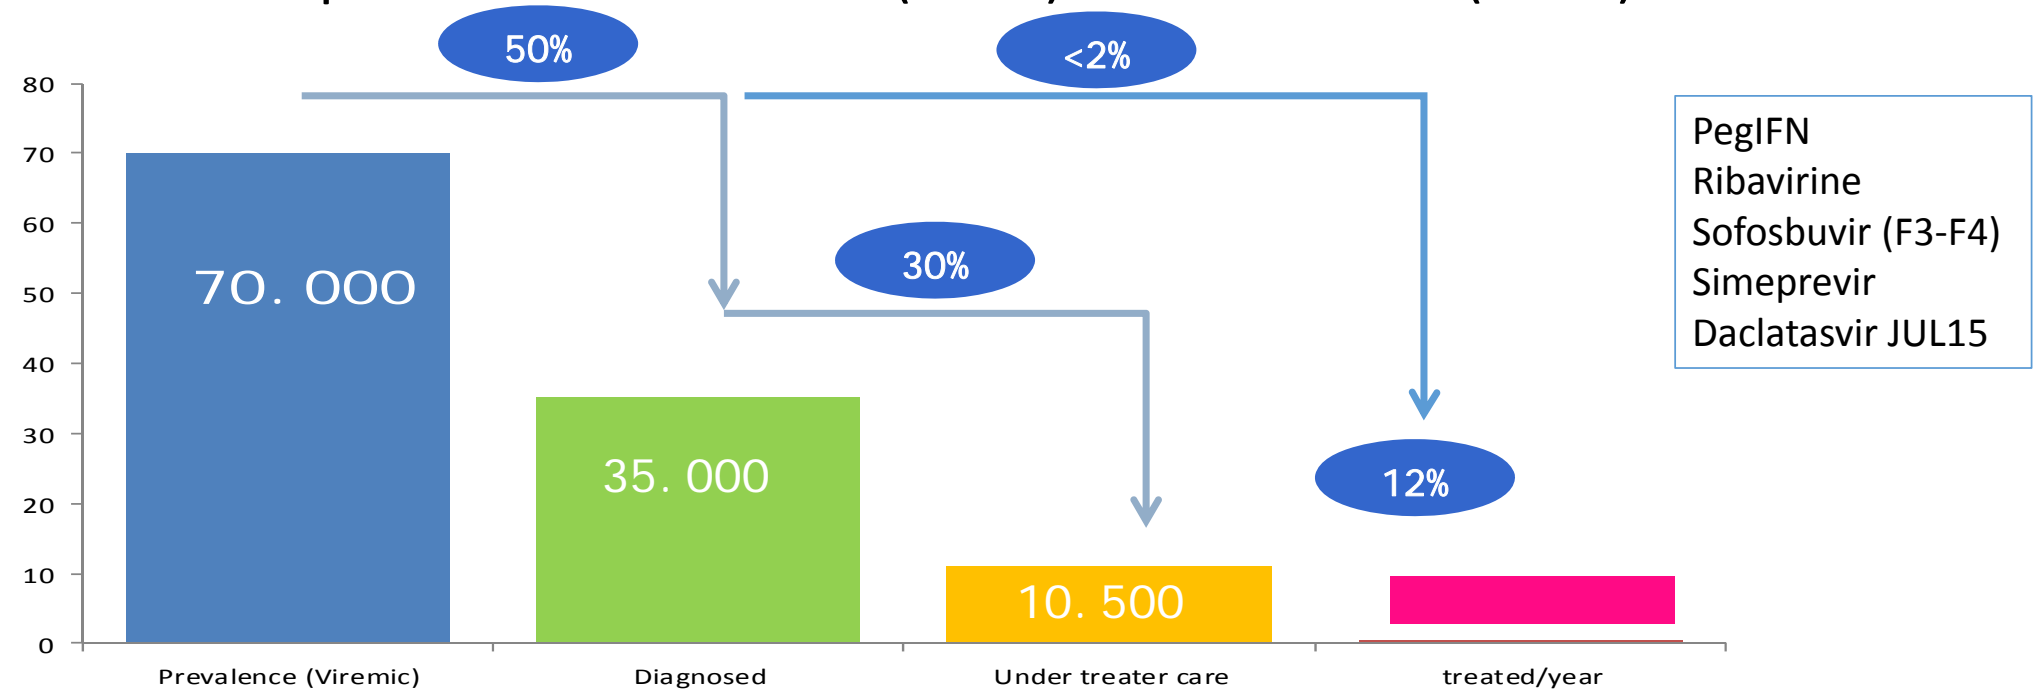 50%
<2%
80
70
60
50
40
30
20
10
0
70. 000
35. 000
30%
10. 500
12%
Prevalence (Viremic)
Diagnosed
Under treater care
treated/year
PegIFN
Ribavirine
Sofosbuvir (F3-F4)
Simeprevir
Daclatasvir JUL15